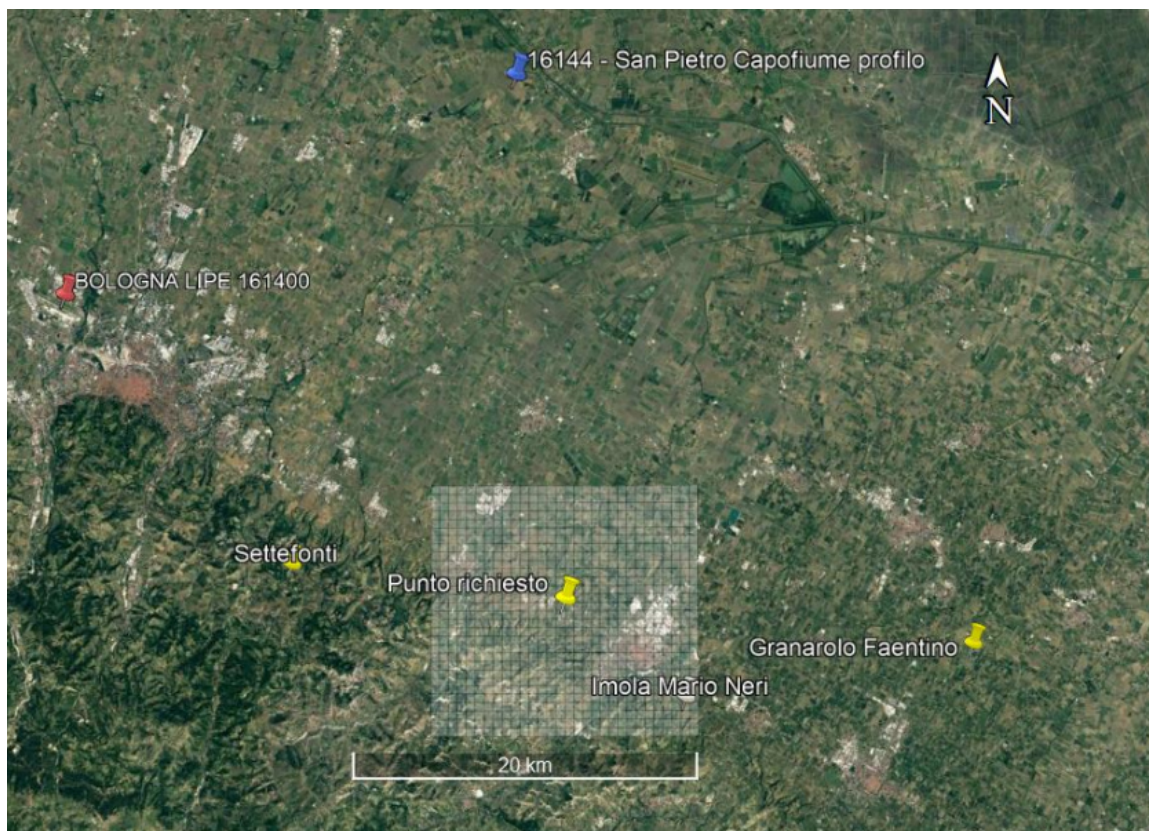 16144 - San Pietro Capofiume profilo
N
BOLOGNA LIPE 161400
Settefonti
Punto richiesto
Granarolo Faentino
Imola Mario Neri
20 km